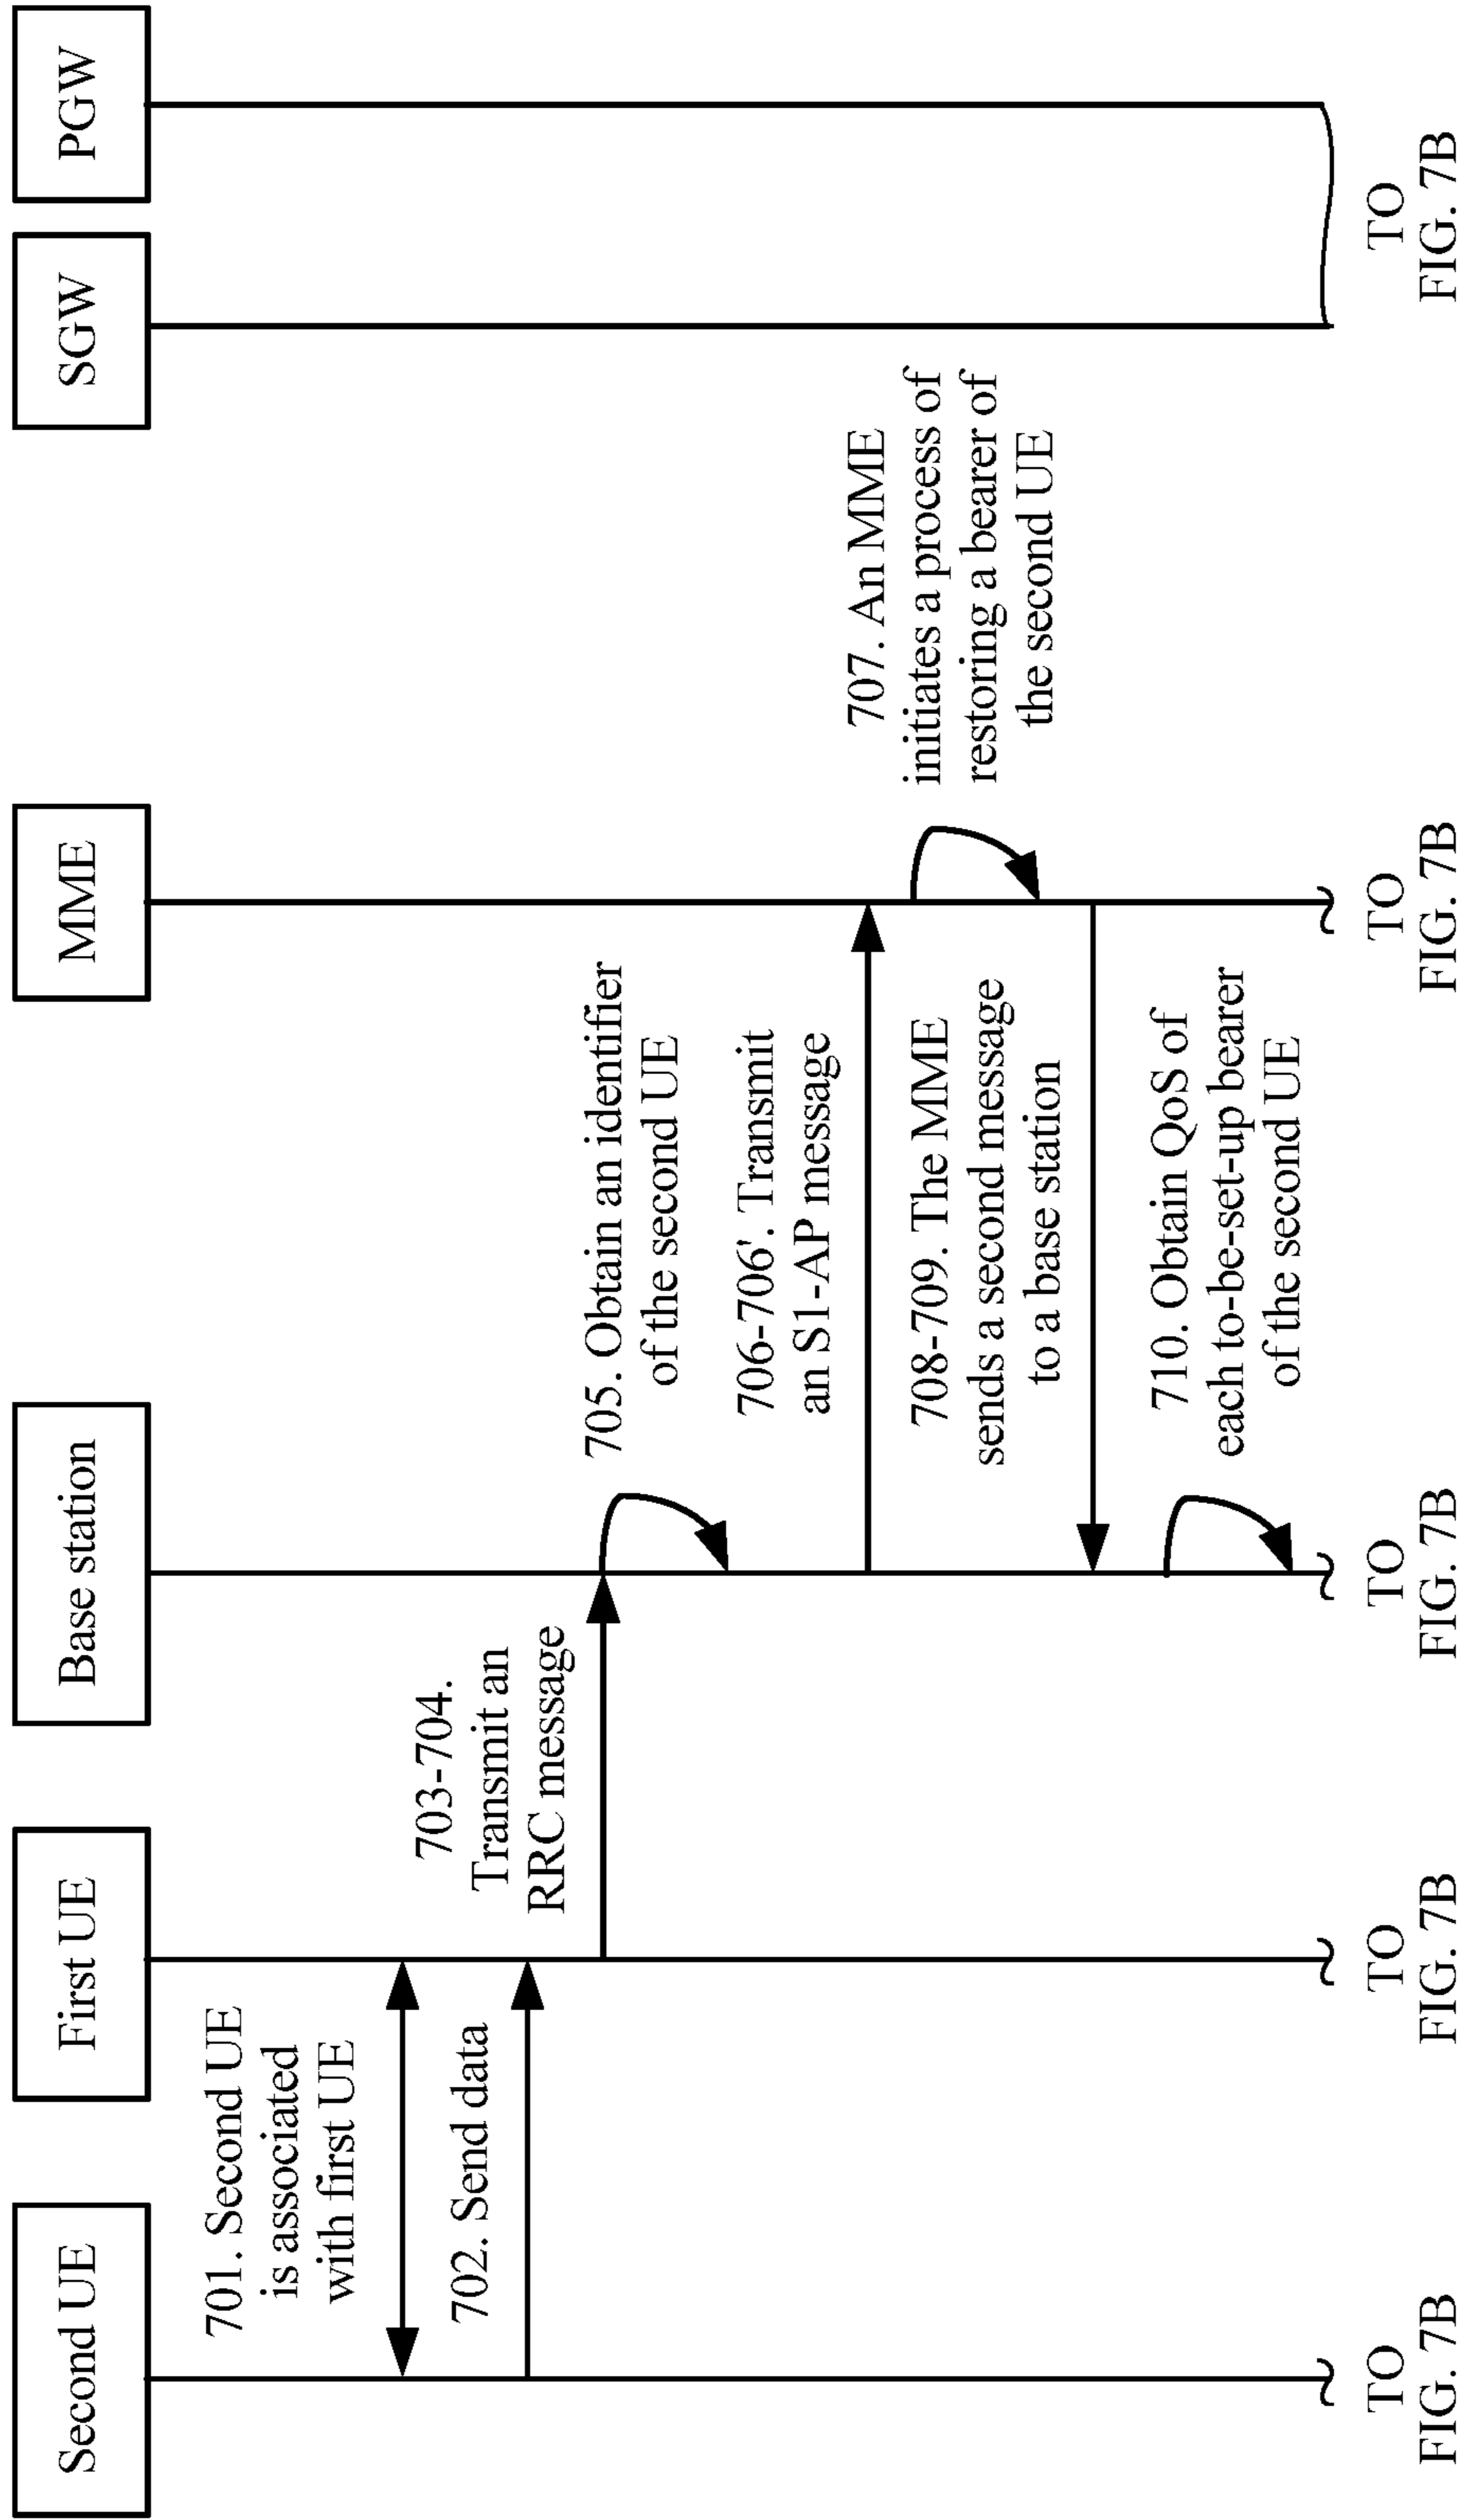 Second UE
First UE
Base station
MME
SGW
PGW
701. Second UE
is associated
with first UE
702. Send data
703-704.
Transmit an
RRC message
705. Obtain an identifier
of the second UE
706-706'. Transmit
an S1-AP message
707. An MME
initiates a process of
restoring a bearer of
the second UE
708-709. The MME
sends a second message
to a base station
710. Obtain QoS of
each to-be-set-up bearer
of the second UE
TO
FIG. 7B
TO
FIG. 7B
TO
FIG. 7B
TO
FIG. 7B
TO
FIG. 7B